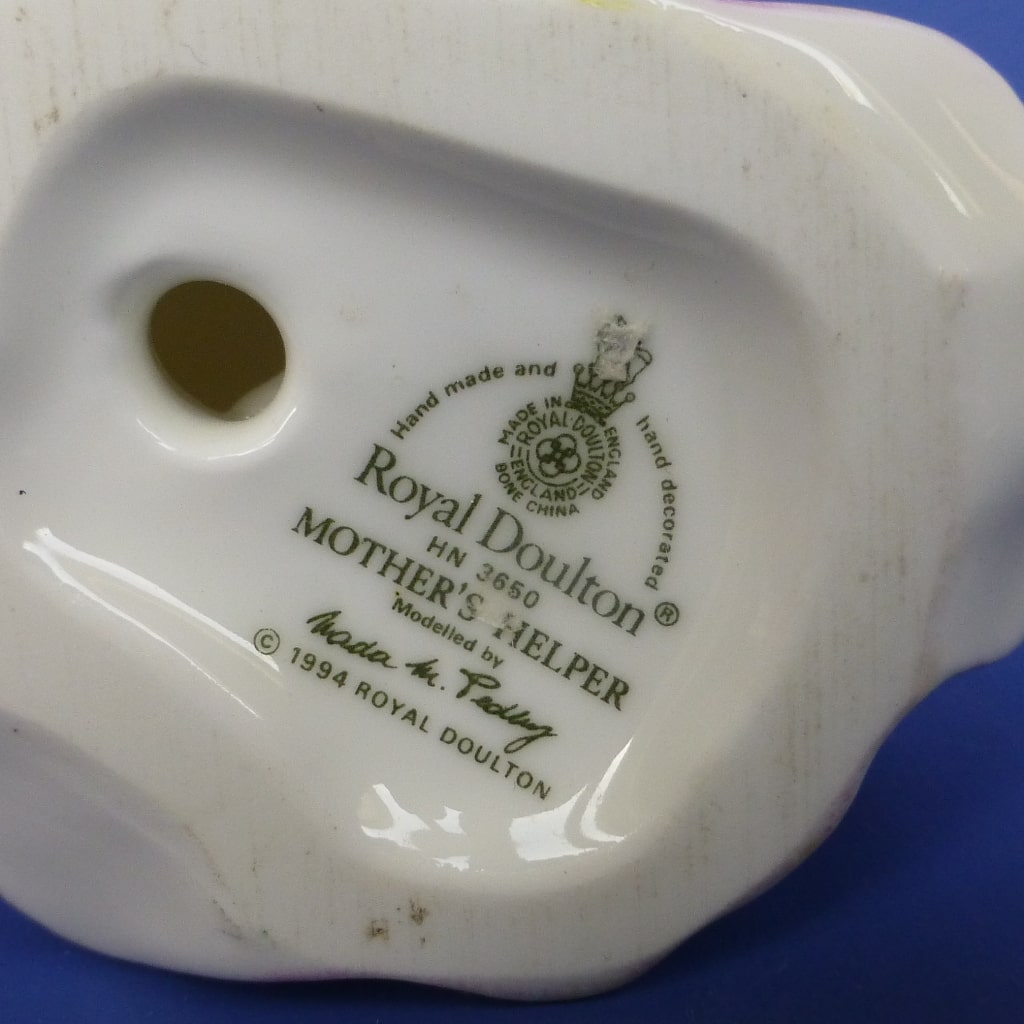 Hand made and hand decorated
MADE IN ENGLAND
ROYAL DOULTON
ENGLAND
BONE CHINA
Royal Doulton®
HN 3650
MOTHER'S HELPER
Modelled by
Nada M. Pedley
© 1994 ROYAL DOULTON